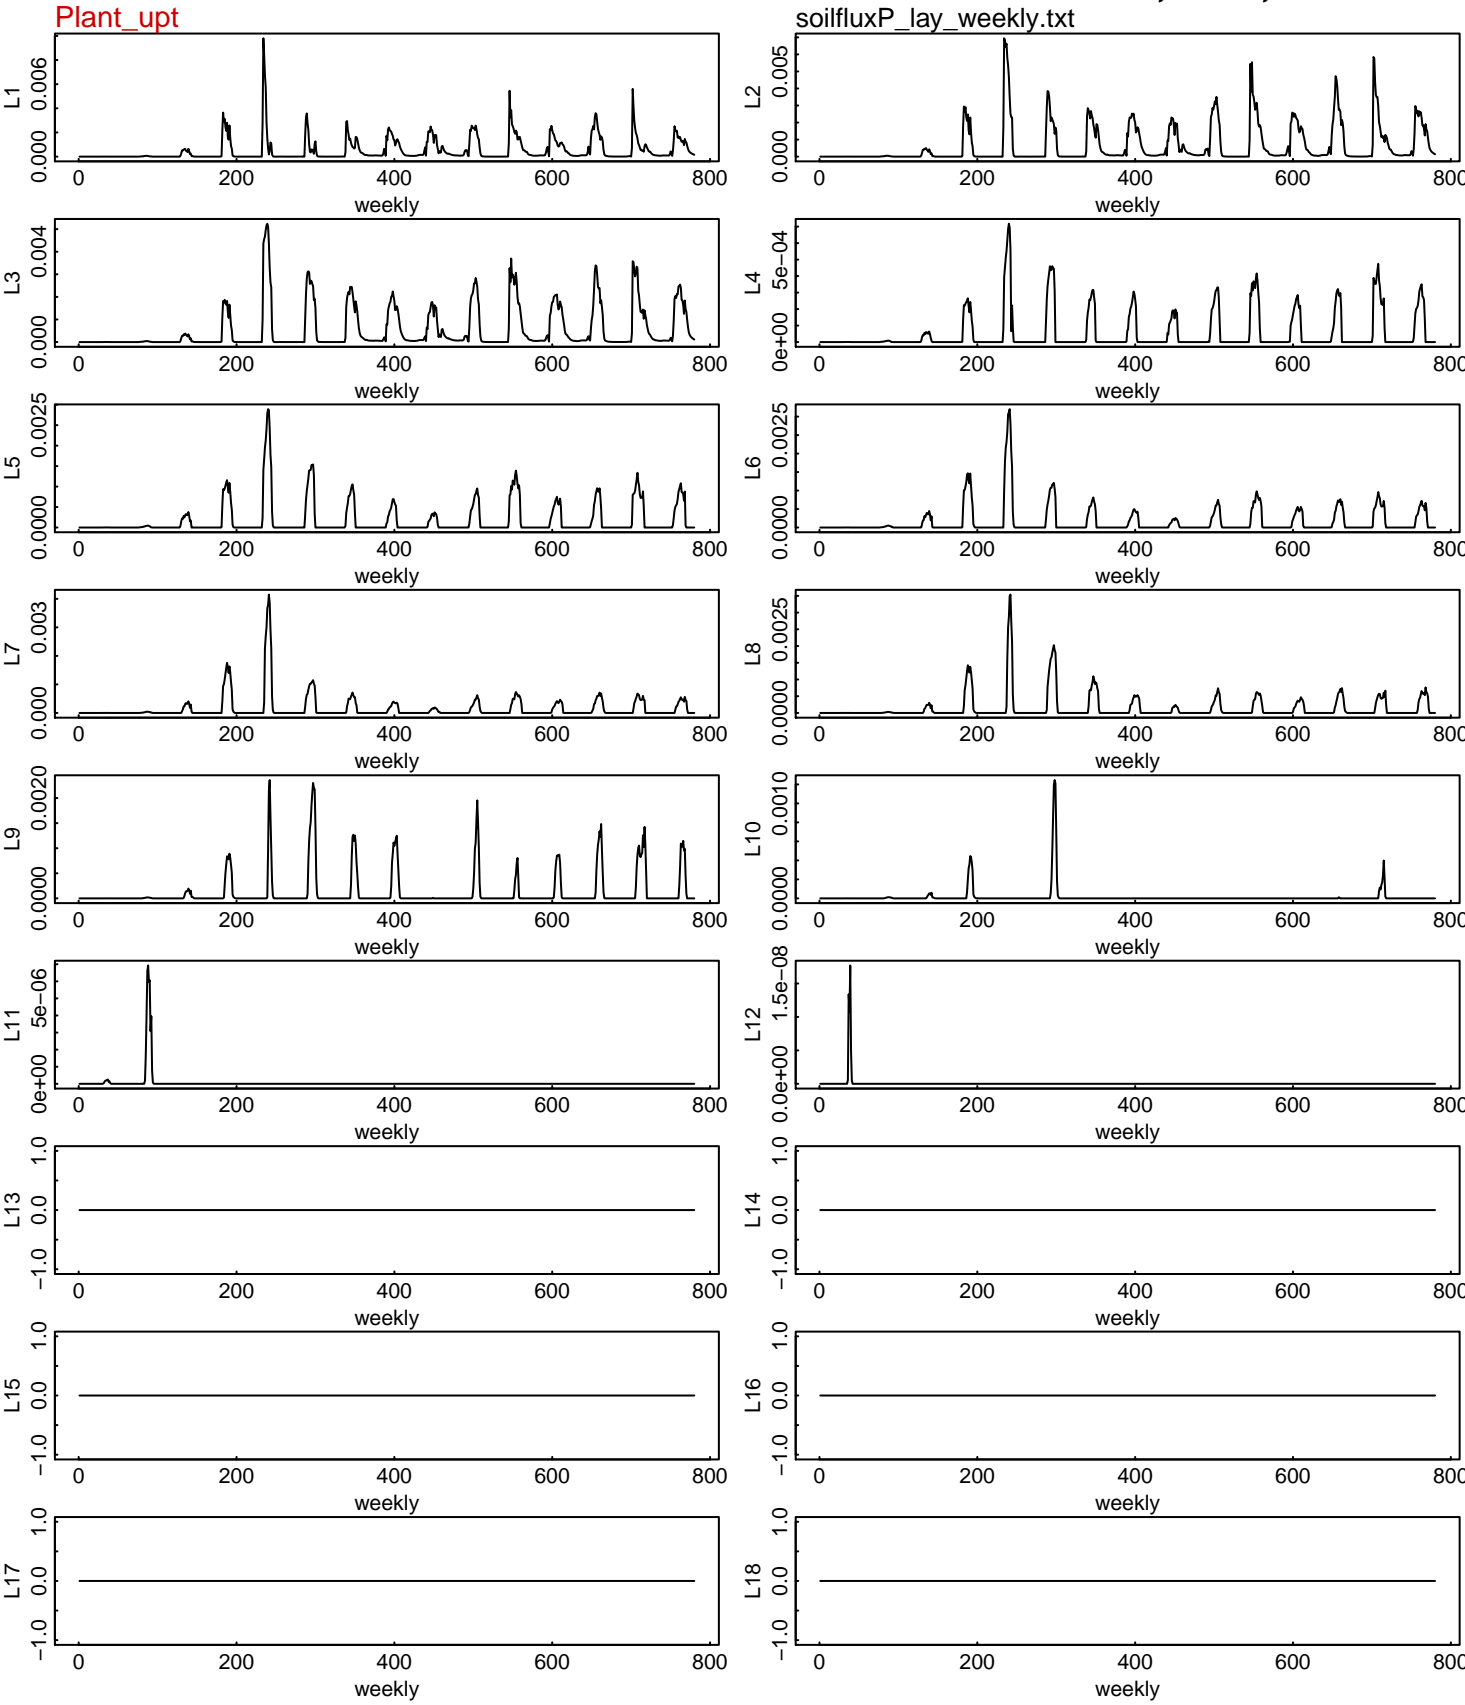 Plant_upt
soilfluxP_lay_weekly.txt
L1
0.000 0.006
0 200 400 600 800
weekly
L2
0.000 0.005
0 200 400 600 800
weekly
L3
0.000 0.004
0 200 400 600 800
weekly
L4
0e+00 5e−04
0 200 400 600 800
weekly
L5
0.0000 0.0025
0 200 400 600 800
weekly
L6
0.0000 0.0025
0 200 400 600 800
weekly
L7
0.000 0.003
0 200 400 600 800
weekly
L8
0.0000 0.0025
0 200 400 600 800
weekly
L9
0.0000 0.0020
0 200 400 600 800
weekly
L10
0.0000 0.0010
0 200 400 600 800
weekly
L11
0e+00 5e−06
0 200 400 600 800
weekly
L12
0.0e+00 1.5e−08
0 200 400 600 800
weekly
L13
−1.0 0.0 1.0
0 200 400 600 800
weekly
L14
−1.0 0.0 1.0
0 200 400 600 800
weekly
L15
−1.0 0.0 1.0
0 200 400 600 800
weekly
L16
−1.0 0.0 1.0
0 200 400 600 800
weekly
L17
−1.0 0.0 1.0
0 200 400 600 800
weekly
L18
−1.0 0.0 1.0
0 200 400 600 800
weekly